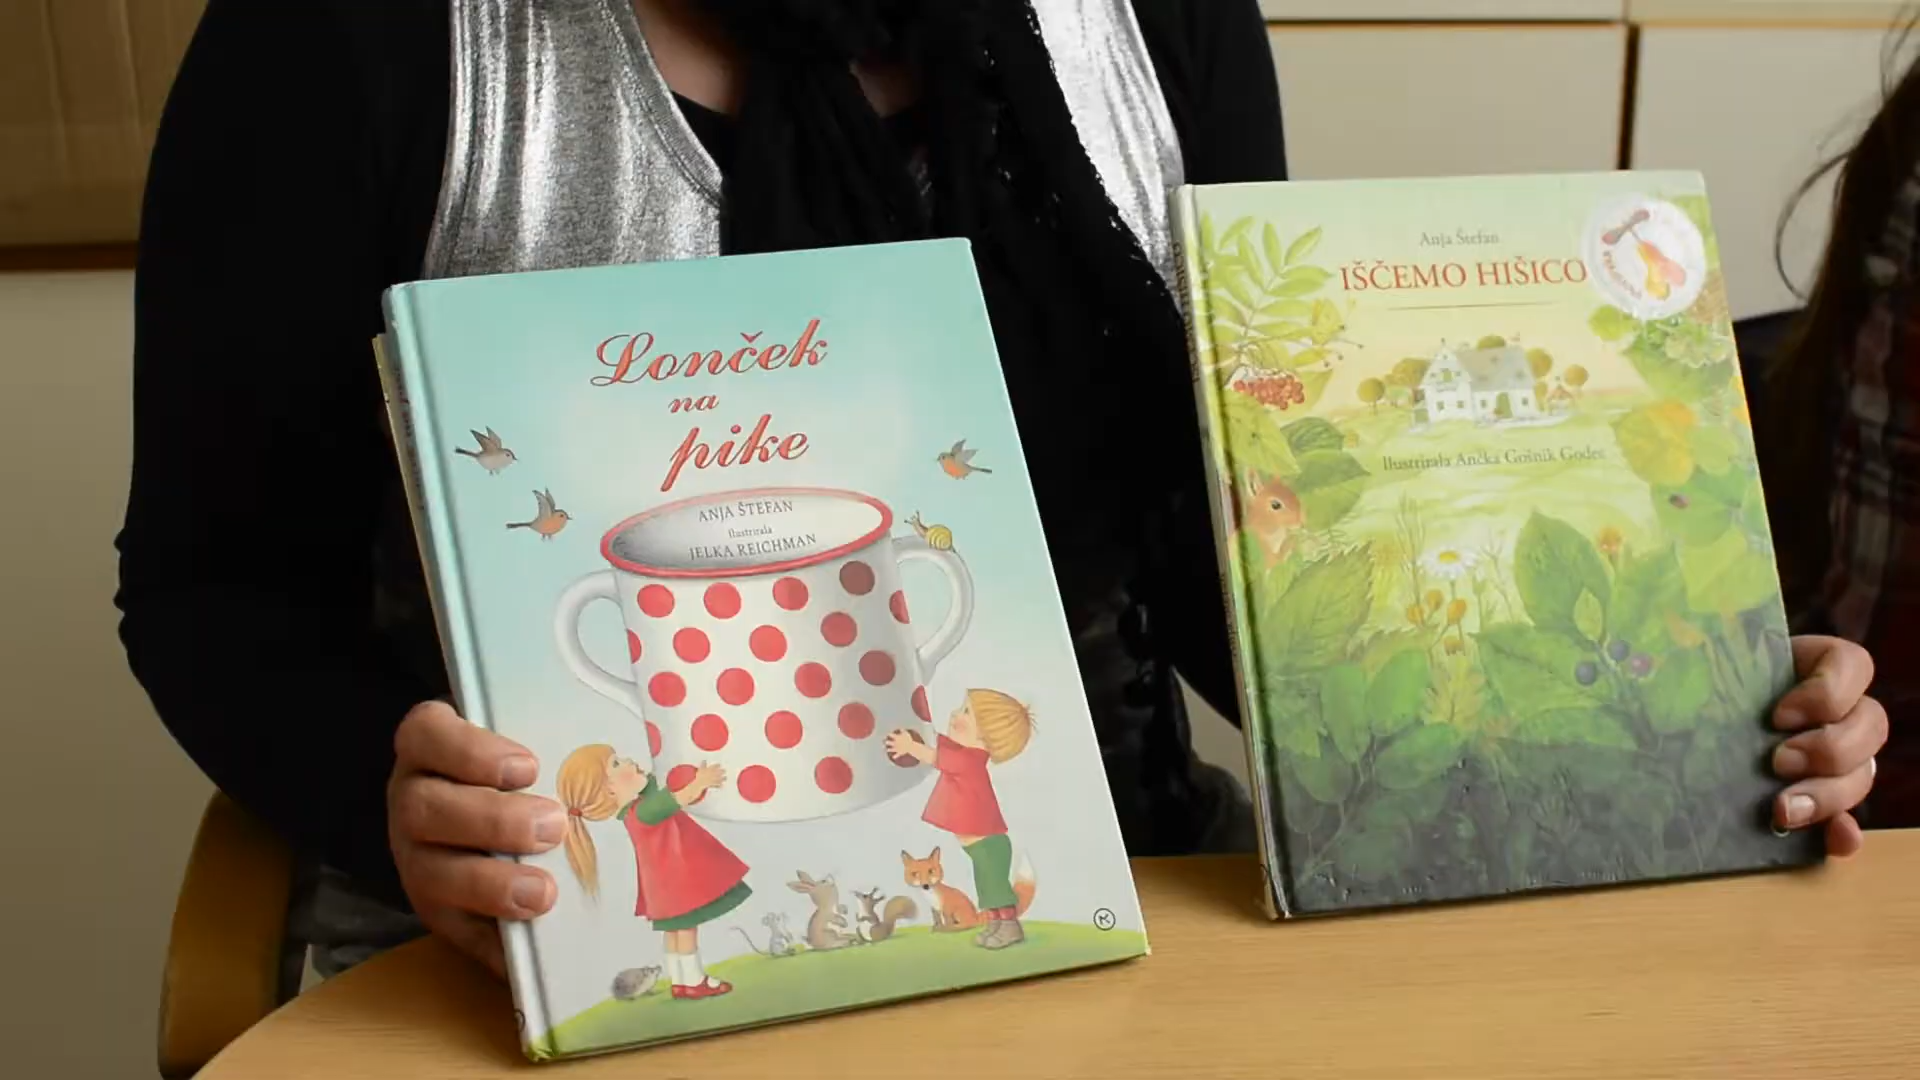 Lonček
na
pike
ANJA ŠTEFAN
Ilustrirala
JELKA REICHMAN
Anja Štefan
IŠČEMO HIŠICO
Ilustrirala Ančka Gošnik Godec